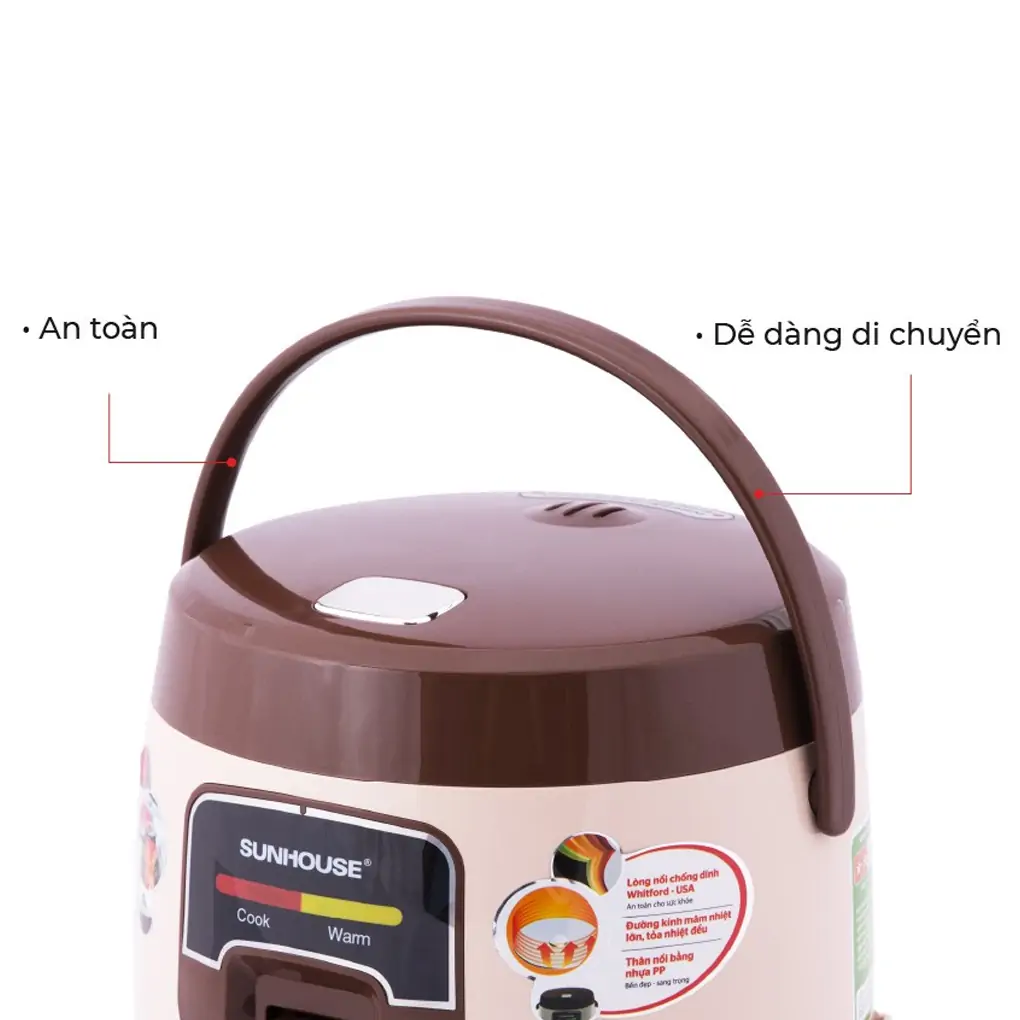 • An toàn
• Dễ dàng di chuyển
SUNHOUSE®
Cook
Warm
Lòng nồi chống dính
Whitford - USA
An toàn cho sức khỏe
Đường kính mâm nhiệt
lớn, tỏa nhiệt đều
Thân nồi bằng
nhựa PP
Bền đẹp - sang trọng